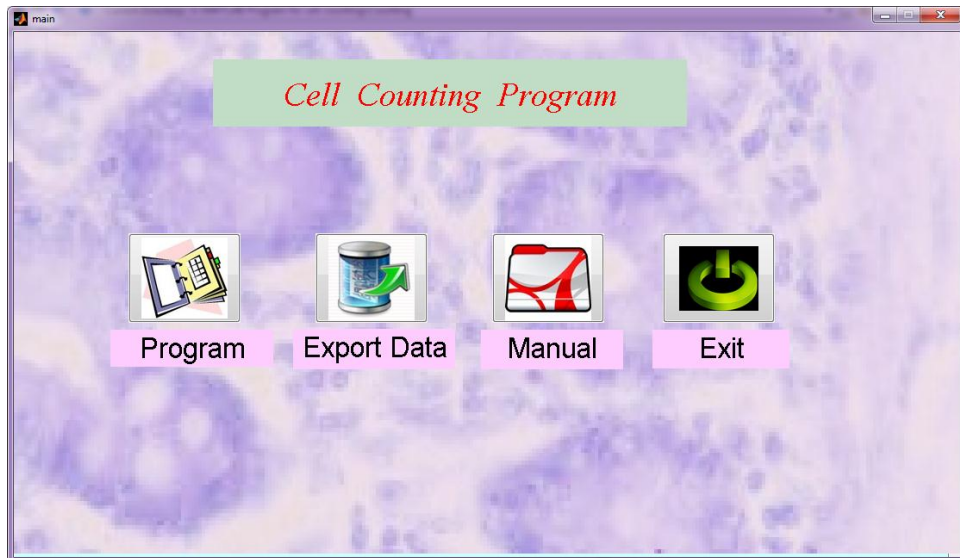 main
Cell Counting Program
Program
Export Data
Manual
Exit